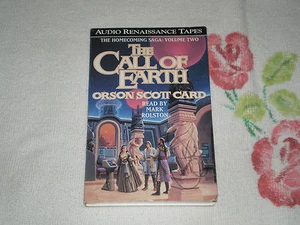 AUDIO RENAISSANCE TAPES
THE HOMECOMING SAGA: VOLUME TWO
THE
CALL OF
EARTH
ORSON SCOTT CARD
READ BY
MARK
ROLSTON